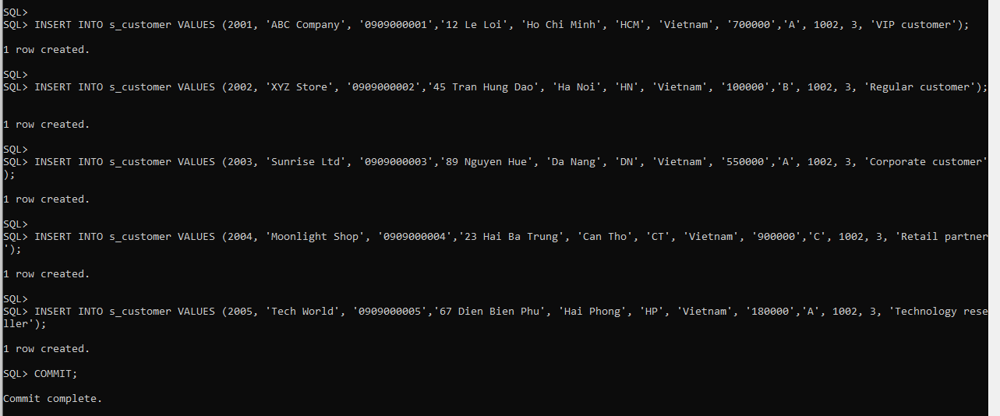 SQL>
SQL> INSERT INTO s_customer VALUES (2001, 'ABC Company', '0909000001','12 Le Loi', 'Ho Chi Minh', 'HCM', 'Vietnam', '700000','A', 1002, 3, 'VIP customer');
1 row created.
SQL>
SQL> INSERT INTO s_customer VALUES (2002, 'XYZ Store', '0909000002','45 Tran Hung Dao', 'Ha Noi', 'HN', 'Vietnam', '100000','B', 1002, 3, 'Regular customer');
1 row created.
SQL>
SQL> INSERT INTO s_customer VALUES (2003, 'Sunrise Ltd', '0909000003','89 Nguyen Hue', 'Da Nang', 'DN', 'Vietnam', '550000','A', 1002, 3, 'Corporate customer'
);
1 row created.
SQL>
SQL> INSERT INTO s_customer VALUES (2004, 'Moonlight Shop', '0909000004','23 Hai Ba Trung', 'Can Tho', 'CT', 'Vietnam', '900000','C', 1002, 3, 'Retail partner
');
1 row created.
SQL>
SQL> INSERT INTO s_customer VALUES (2005, 'Tech World', '0909000005','67 Dien Bien Phu', 'Hai Phong', 'HP', 'Vietnam', '180000','A', 1002, 3, 'Technology rese
ller');
1 row created.
SQL> COMMIT;
Commit complete.